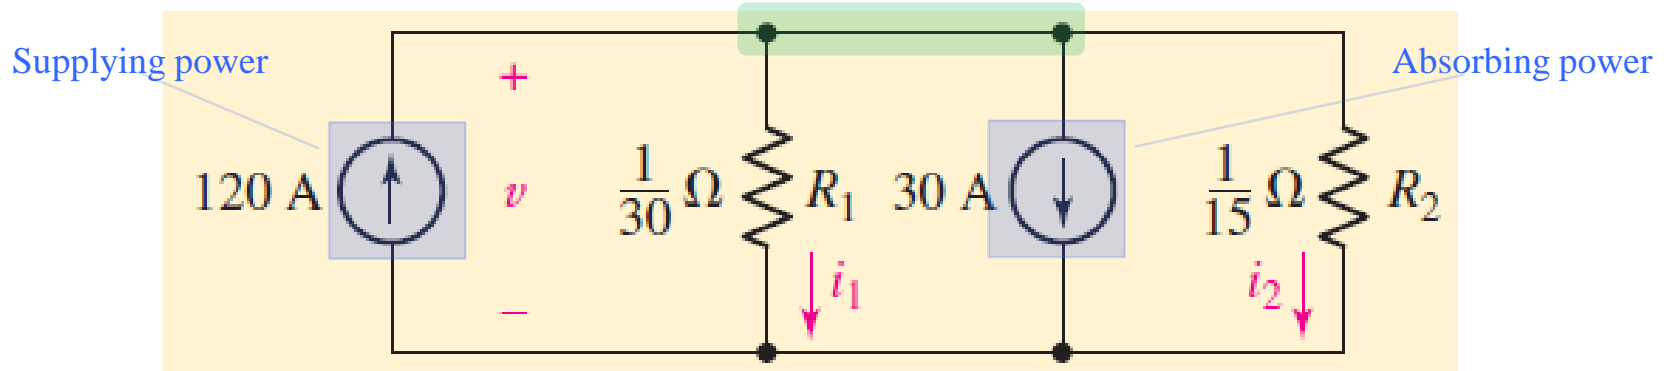 Supplying power
Absorbing power
+
120 A
v
1/30 Ω
R1
30 A
1/15 Ω
R2
i1
i2
−